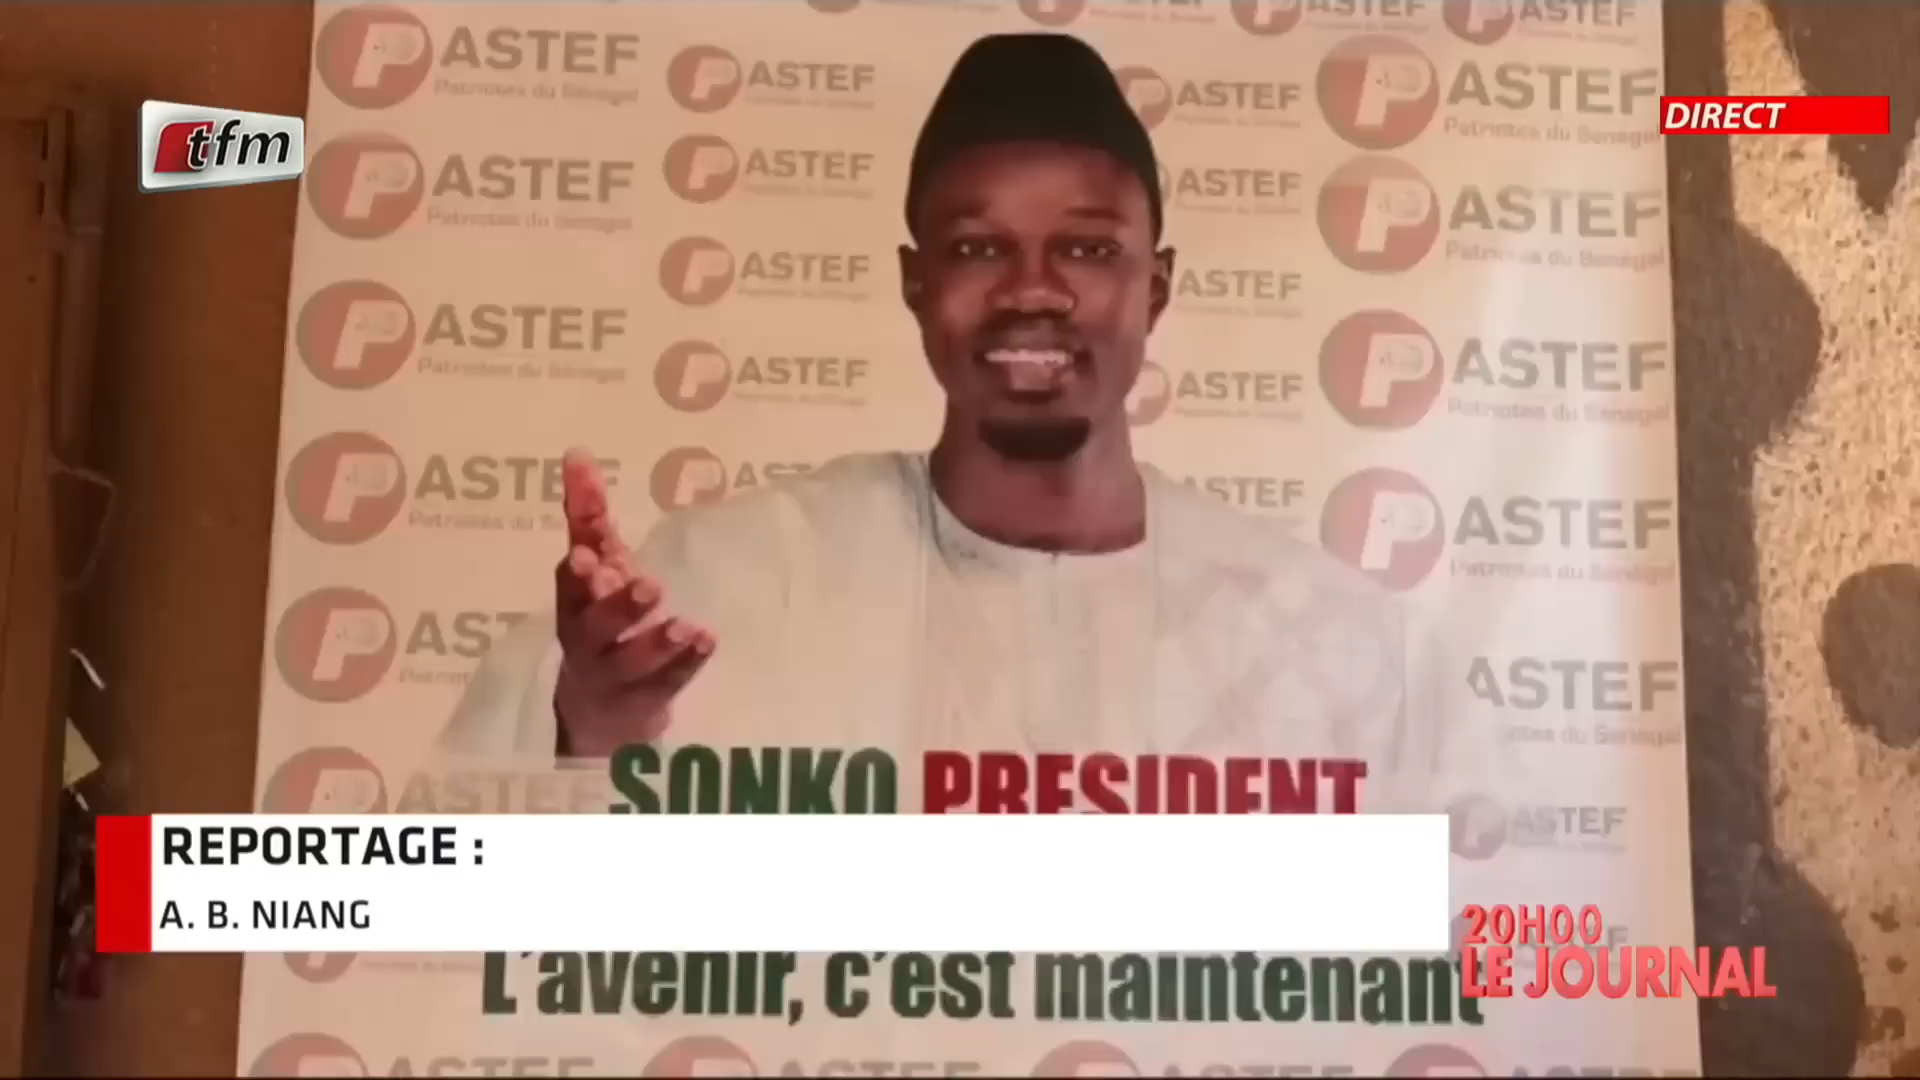 PASTEF
Patriotes du Sénégal
tfm
DIRECT
SONKO PRESIDENT
REPORTAGE :
A. B. NIANG
L'avenir, c'est maintenant
20H00
LE JOURNAL